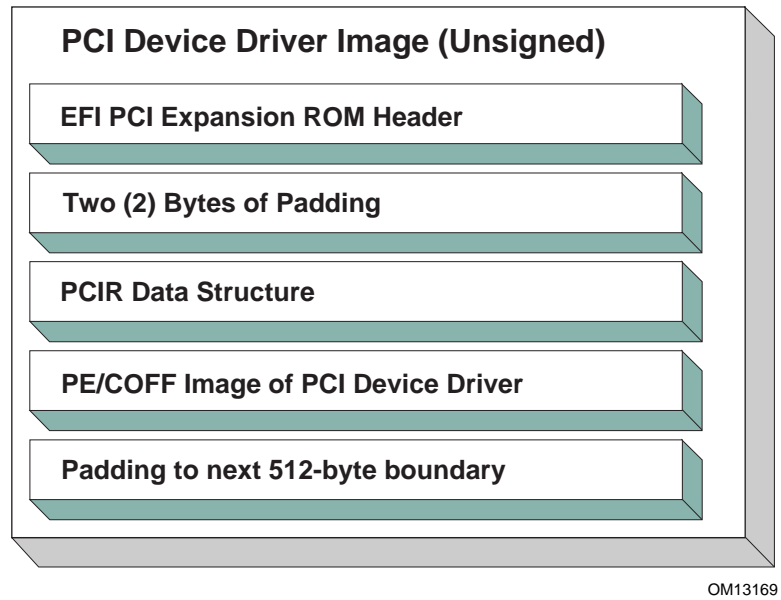 PCI Device Driver Image (Unsigned)
EFI PCI Expansion ROM Header
Two (2) Bytes of Padding
PCIR Data Structure
PE/COFF Image of PCI Device Driver
Padding to next 512-byte boundary
OM13169